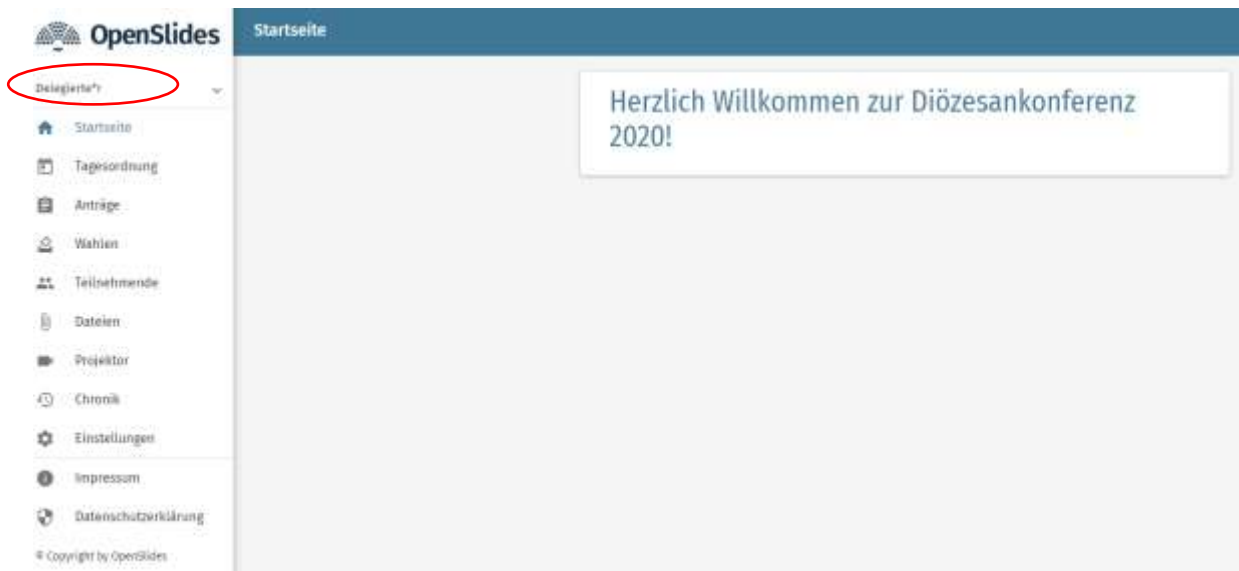 OpenSlides
Startseite
Delegierte*r
Herzlich Willkommen zur Diözesankonferenz
2020!
Startseite
Tagesordnung
Anträge
Wahlen
Teilnehmende
Dateien
Projektor
Chronik
Einstellungen
Impressum
Datenschutzerklärung
© Copyright by OpenSlides